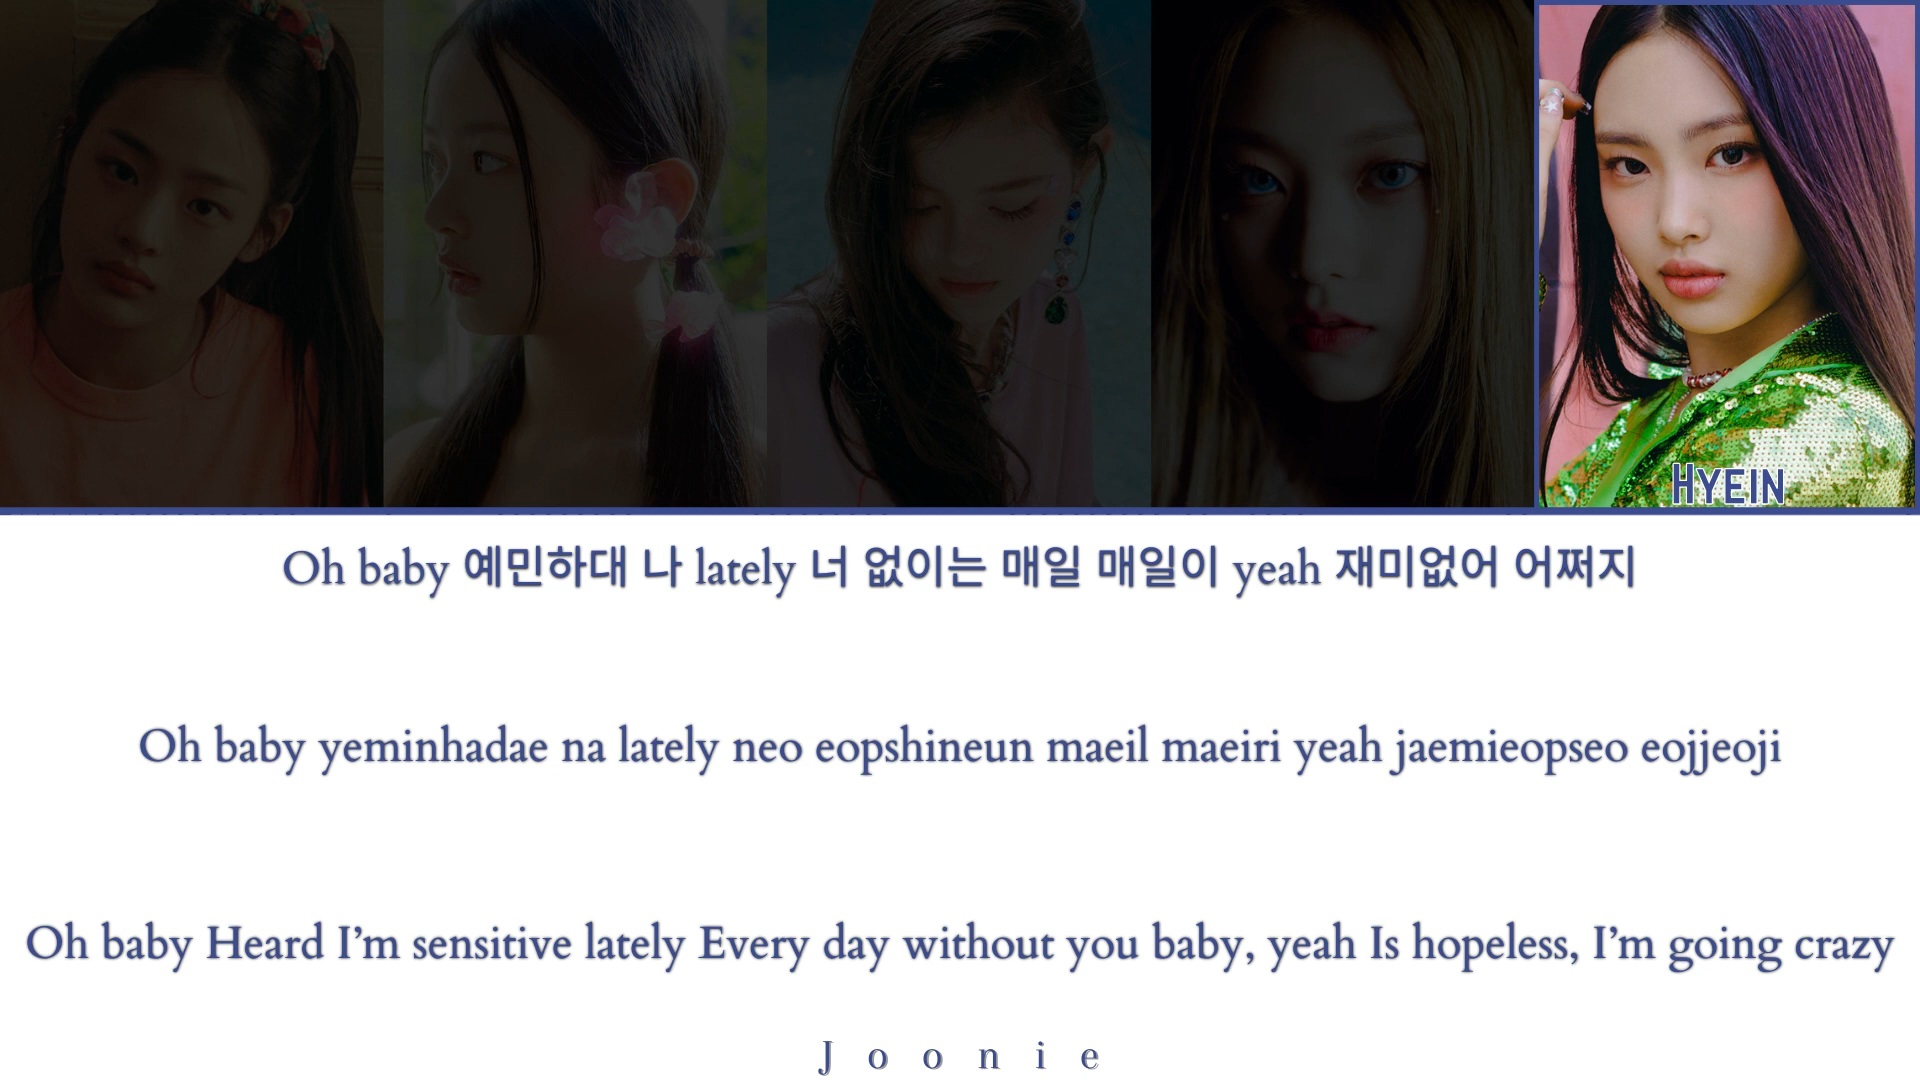 HYEIN
Oh baby 예민하대 나 lately 너 없이는 매일 매일이 yeah 재미없어 어쩌지
Oh baby yeminhadae na lately neo eopshineun maeil maeiri yeah jaemieopseo eojjeoji
Oh baby Heard I’m sensitive lately Every day without you baby, yeah Is hopeless, I’m going crazy
Joonie